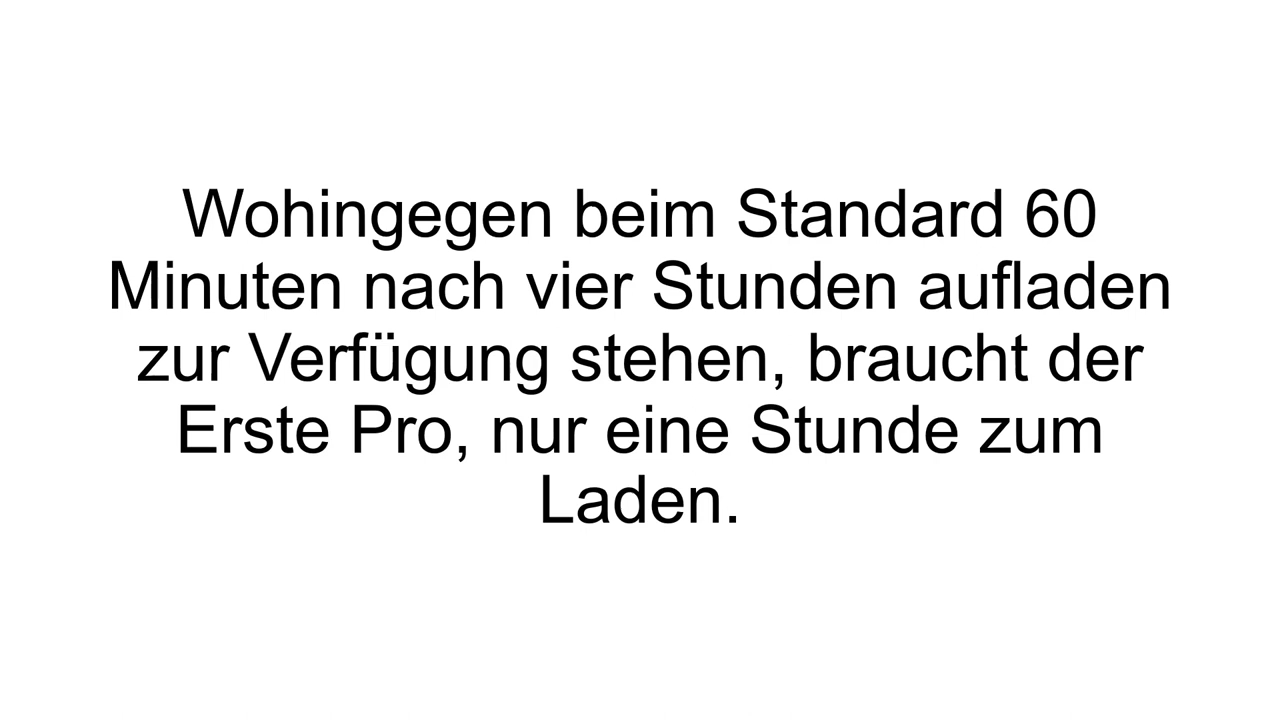 Wohingegen beim Standard 60
Minuten nach vier Stunden aufladen
zur Verfügung stehen, braucht der
Erste Pro, nur eine Stunde zum
Laden.